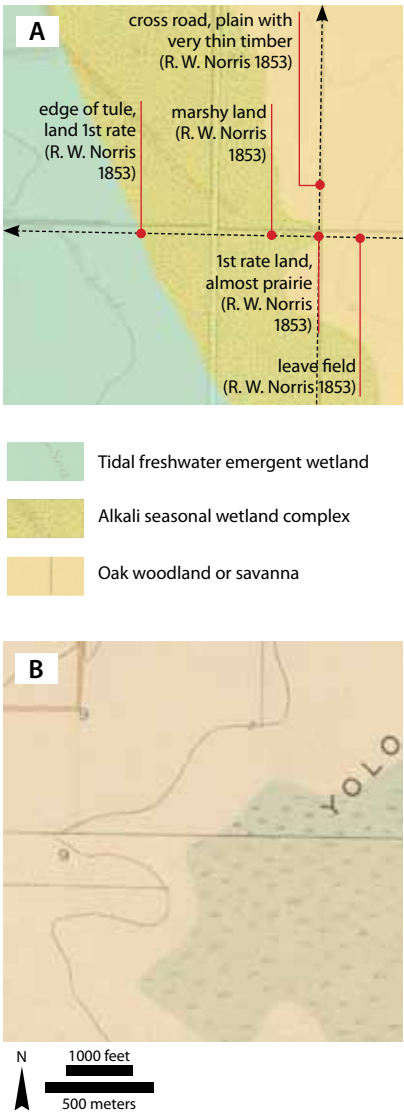 A
cross road, plain with
very thin timber
(R. W. Norris 1853)
edge of tule,
land 1st rate
(R. W. Norris
1853)
marshy land
(R. W. Norris
1853)
1st rate land,
almost prairie
(R. W. Norris
1853)
leave field
(R. W. Norris 1853)
Tidal freshwater emergent wetland
Alkali seasonal wetland complex
Oak woodland or savanna
B
9
YOLO
9
N
1000 feet
500 meters